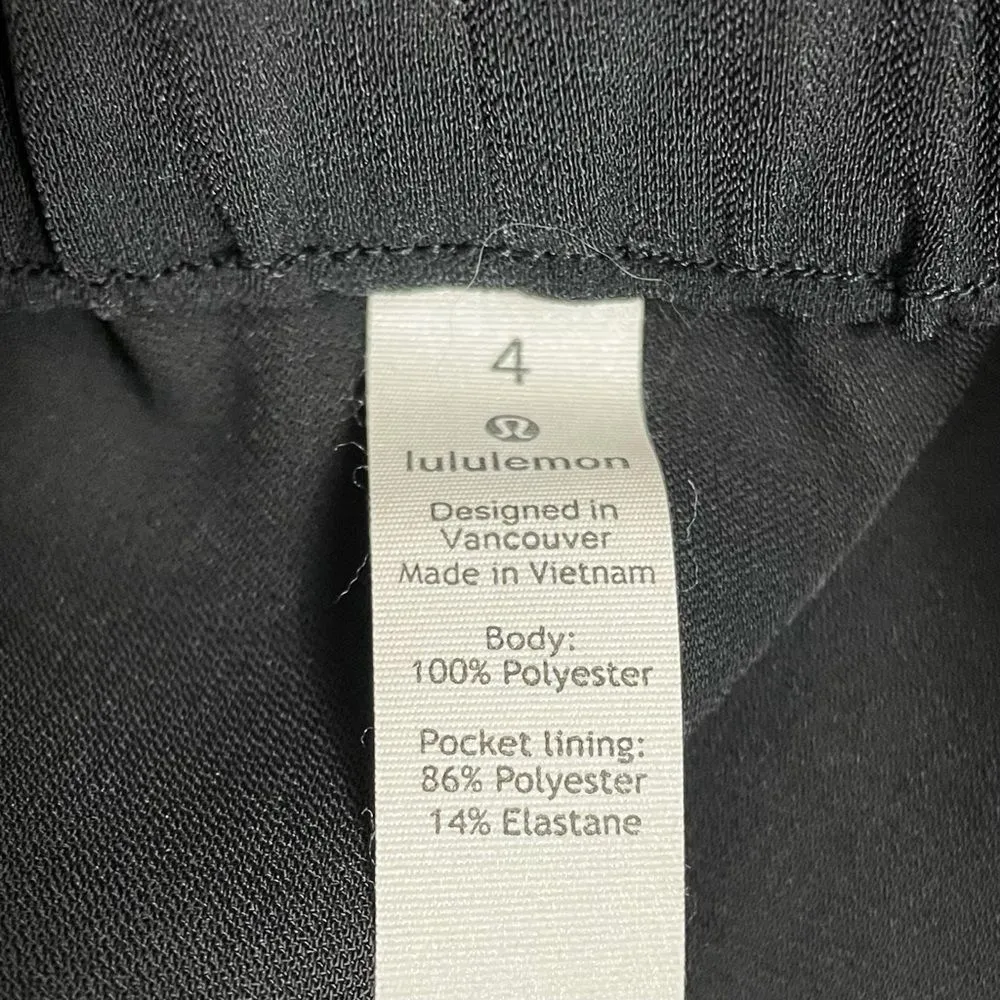 4
lululemon
Designed in
Vancouver
Made in Vietnam
Body:
100% Polyester
Pocket lining:
86% Polyester
14% Elastane